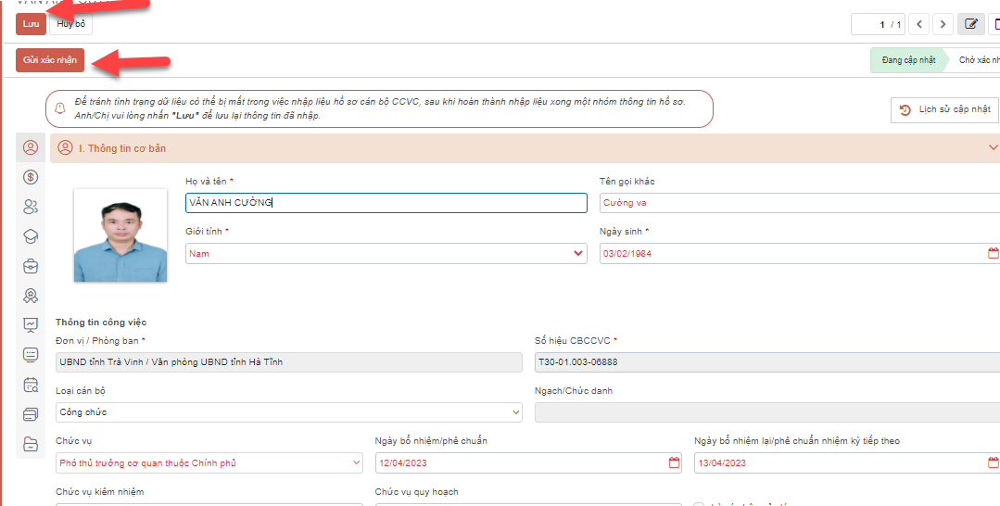 Lưu
Huỷ bỏ
1 / 1
Gửi xác nhận
Đang cập nhật
Chờ xác
Để tránh tình trạng dữ liệu có thể bị mất trong việc nhập liệu hồ sơ cán bộ CCVC, sau khi hoàn thành nhập liệu xong một nhóm thông tin hồ sơ.
Anh/Chị vui lòng nhấn "Lưu" để lưu lại thông tin đã nhập.
Lịch sử cập nhật
I. Thông tin cơ bản
Họ và tên *
Tên gọi khác
VĂN ANH CƯỜNG
Cường va
Giới tính *
Ngày sinh *
Nam
03/02/1984
Thông tin công việc
Đơn vị / Phòng ban *
Số hiệu CBCCVC *
UBND tỉnh Trà Vinh / Văn phòng UBND tỉnh Hà Tĩnh
T30-01.003-06888
Loại cán bộ
Ngạch/Chức danh
Công chức
Chức vụ
Ngày bổ nhiệm/phê chuẩn
Ngày bổ nhiệm lại/phê chuẩn nhiệm kỳ tiếp theo
Phó thủ trưởng cơ quan thuộc Chính phủ
12/04/2023
13/04/2023
Chức vụ kiêm nhiệm
Chức vụ quy hoạch